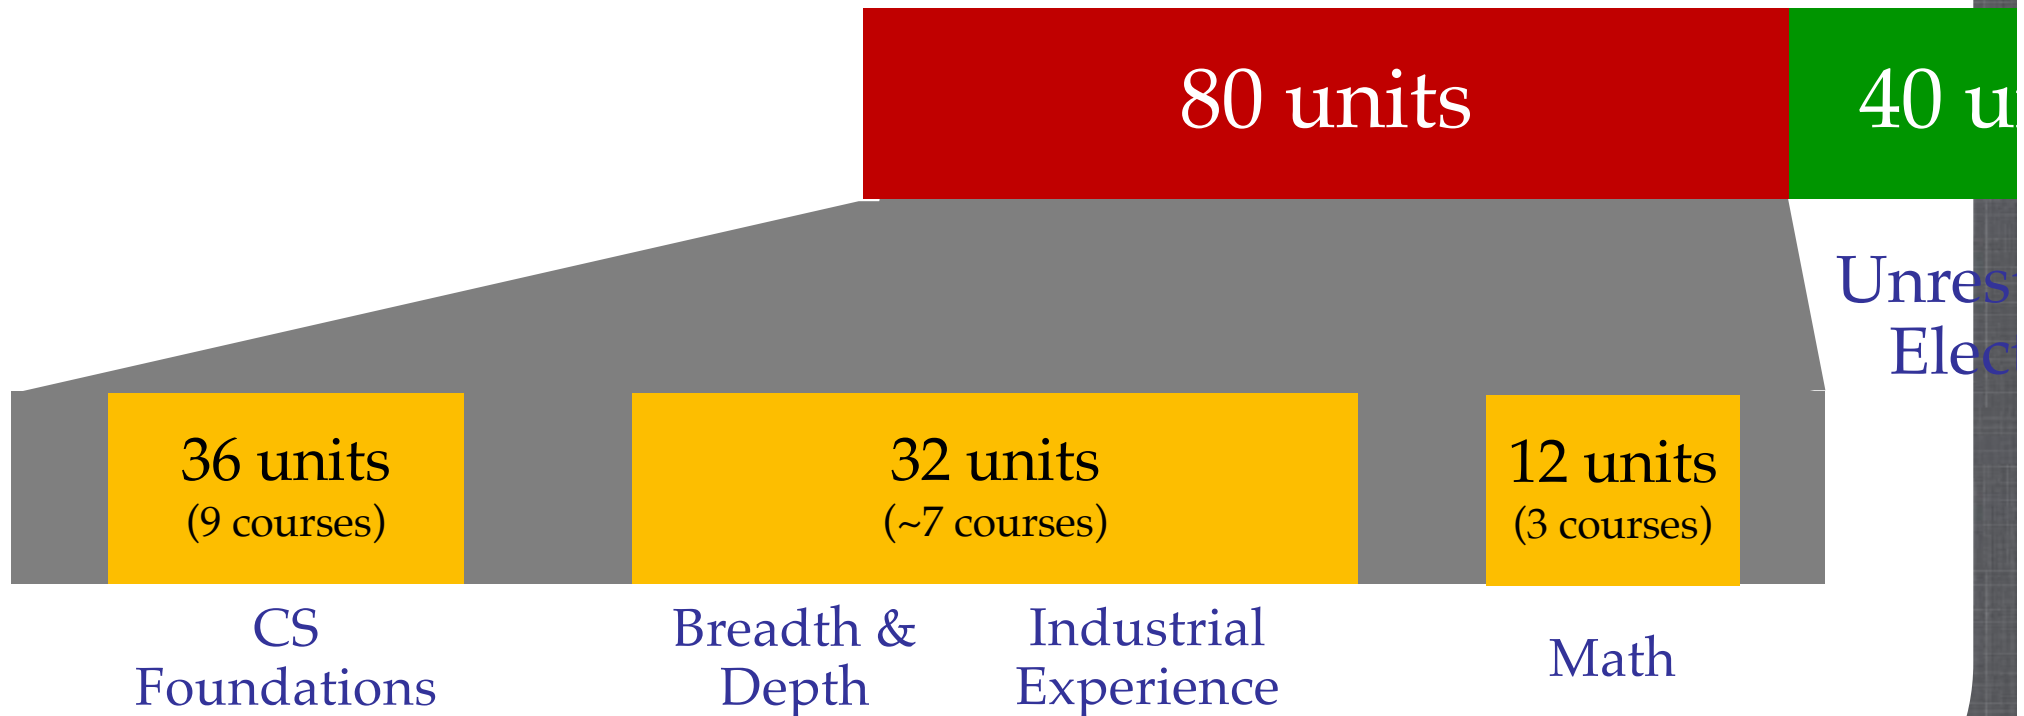 80 units
40
36 units
(9 courses)
32 units
(~7 courses)
12 units
(3 courses)
CS
Foundations
Breadth &
Depth
Industrial
Experience
Math